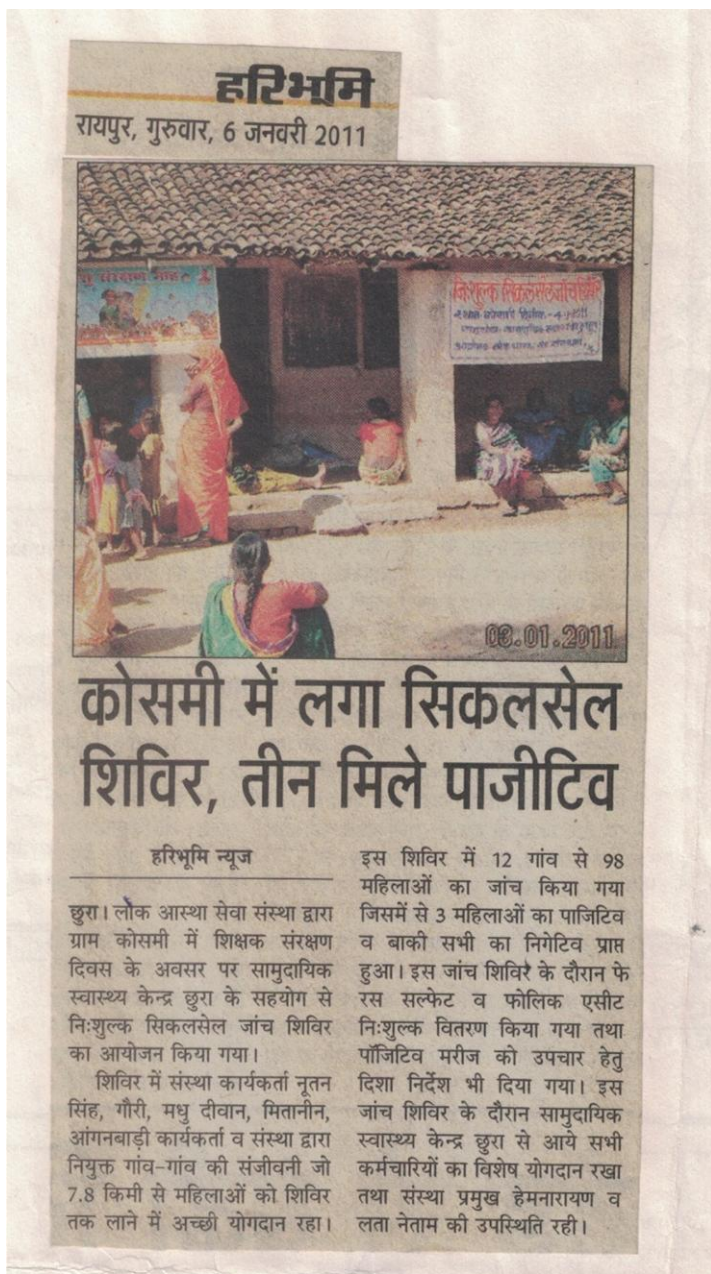 हरिभूमि
रायपुर, गुरुवार, 6 जनवरी 2011
निःशुल्क सिकलसेल जांच शिविर
03.01.2011
कोसमी में लगा सिकलसेल
शिविर, तीन मिले पाजीटिव
हरिभूमि न्यूज
छुरा। लोक आस्था सेवा संस्था द्वारा
ग्राम कोसमी में शिक्षक संरक्षण
दिवस के अवसर पर सामुदायिक
स्वास्थ्य केन्द्र छुरा के सहयोग से
निःशुल्क सिकलसेल जांच शिविर
का आयोजन किया गया।
शिविर में संस्था कार्यकर्ता नूतन
सिंह, गौरी, मधु दीवान, मितानीन,
आंगनबाड़ी कार्यकर्ता व संस्था द्वारा
नियुक्त गांव-गांव की संजीवनी जो
7.8 किमी से महिलाओं को शिविर
तक लाने में अच्छी योगदान रहा।
इस शिविर में 12 गांव से 98
महिलाओं का जांच किया गया
जिसमें से 3 महिलाओं का पाजिटिव
व बाकी सभी का निगेटिव प्राप्त
हुआ। इस जांच शिविर के दौरान फे
रस सल्फेट व फोलिक एसीट
निःशुल्क वितरण किया गया तथा
पॉजिटिव मरीज को उपचार हेतु
दिशा निर्देश भी दिया गया। इस
जांच शिविर के दौरान सामुदायिक
स्वास्थ्य केन्द्र छुरा से आये सभी
कर्मचारियों का विशेष योगदान रखा
तथा संस्था प्रमुख हेमनारायण व
लता नेताम की उपस्थिति रही।